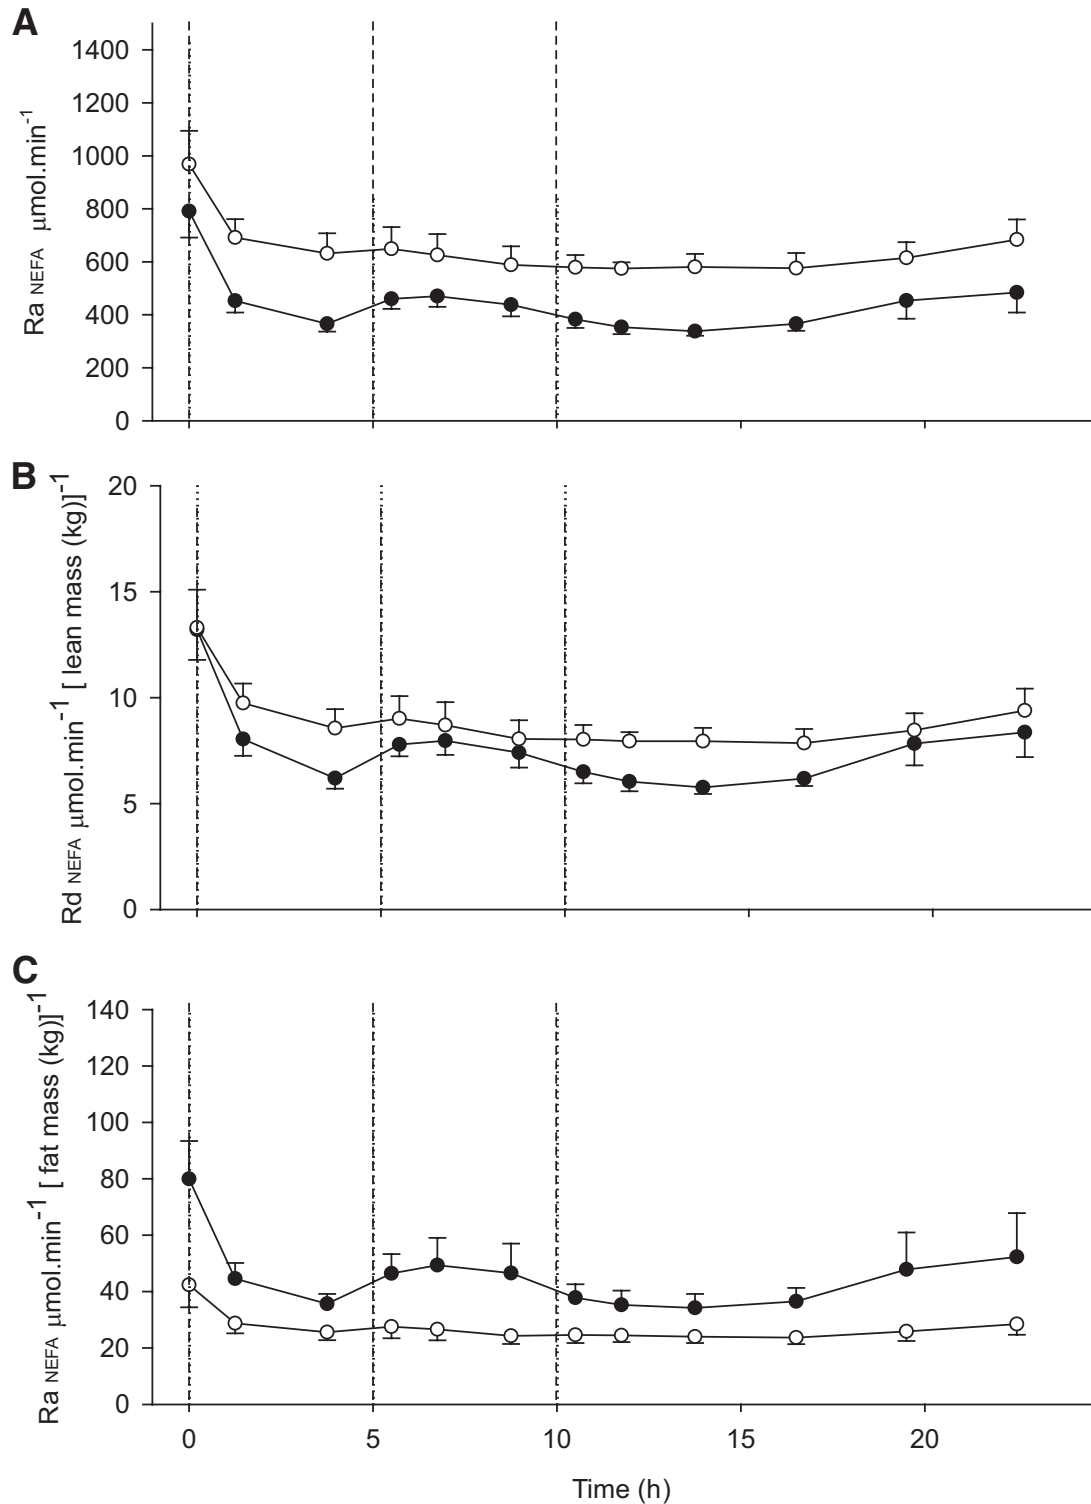 A
1400
1200
1000
800
600
400
200
0
Ra NEFA μmol.min⁻¹
B
20
15
10
5
0
Rd NEFA μmol.min⁻¹ [ lean mass (kg)]⁻¹
C
140
120
100
80
60
40
20
0
Ra NEFA μmol.min⁻¹ [ fat mass (kg)]⁻¹
0 5 10 15 20
Time (h)